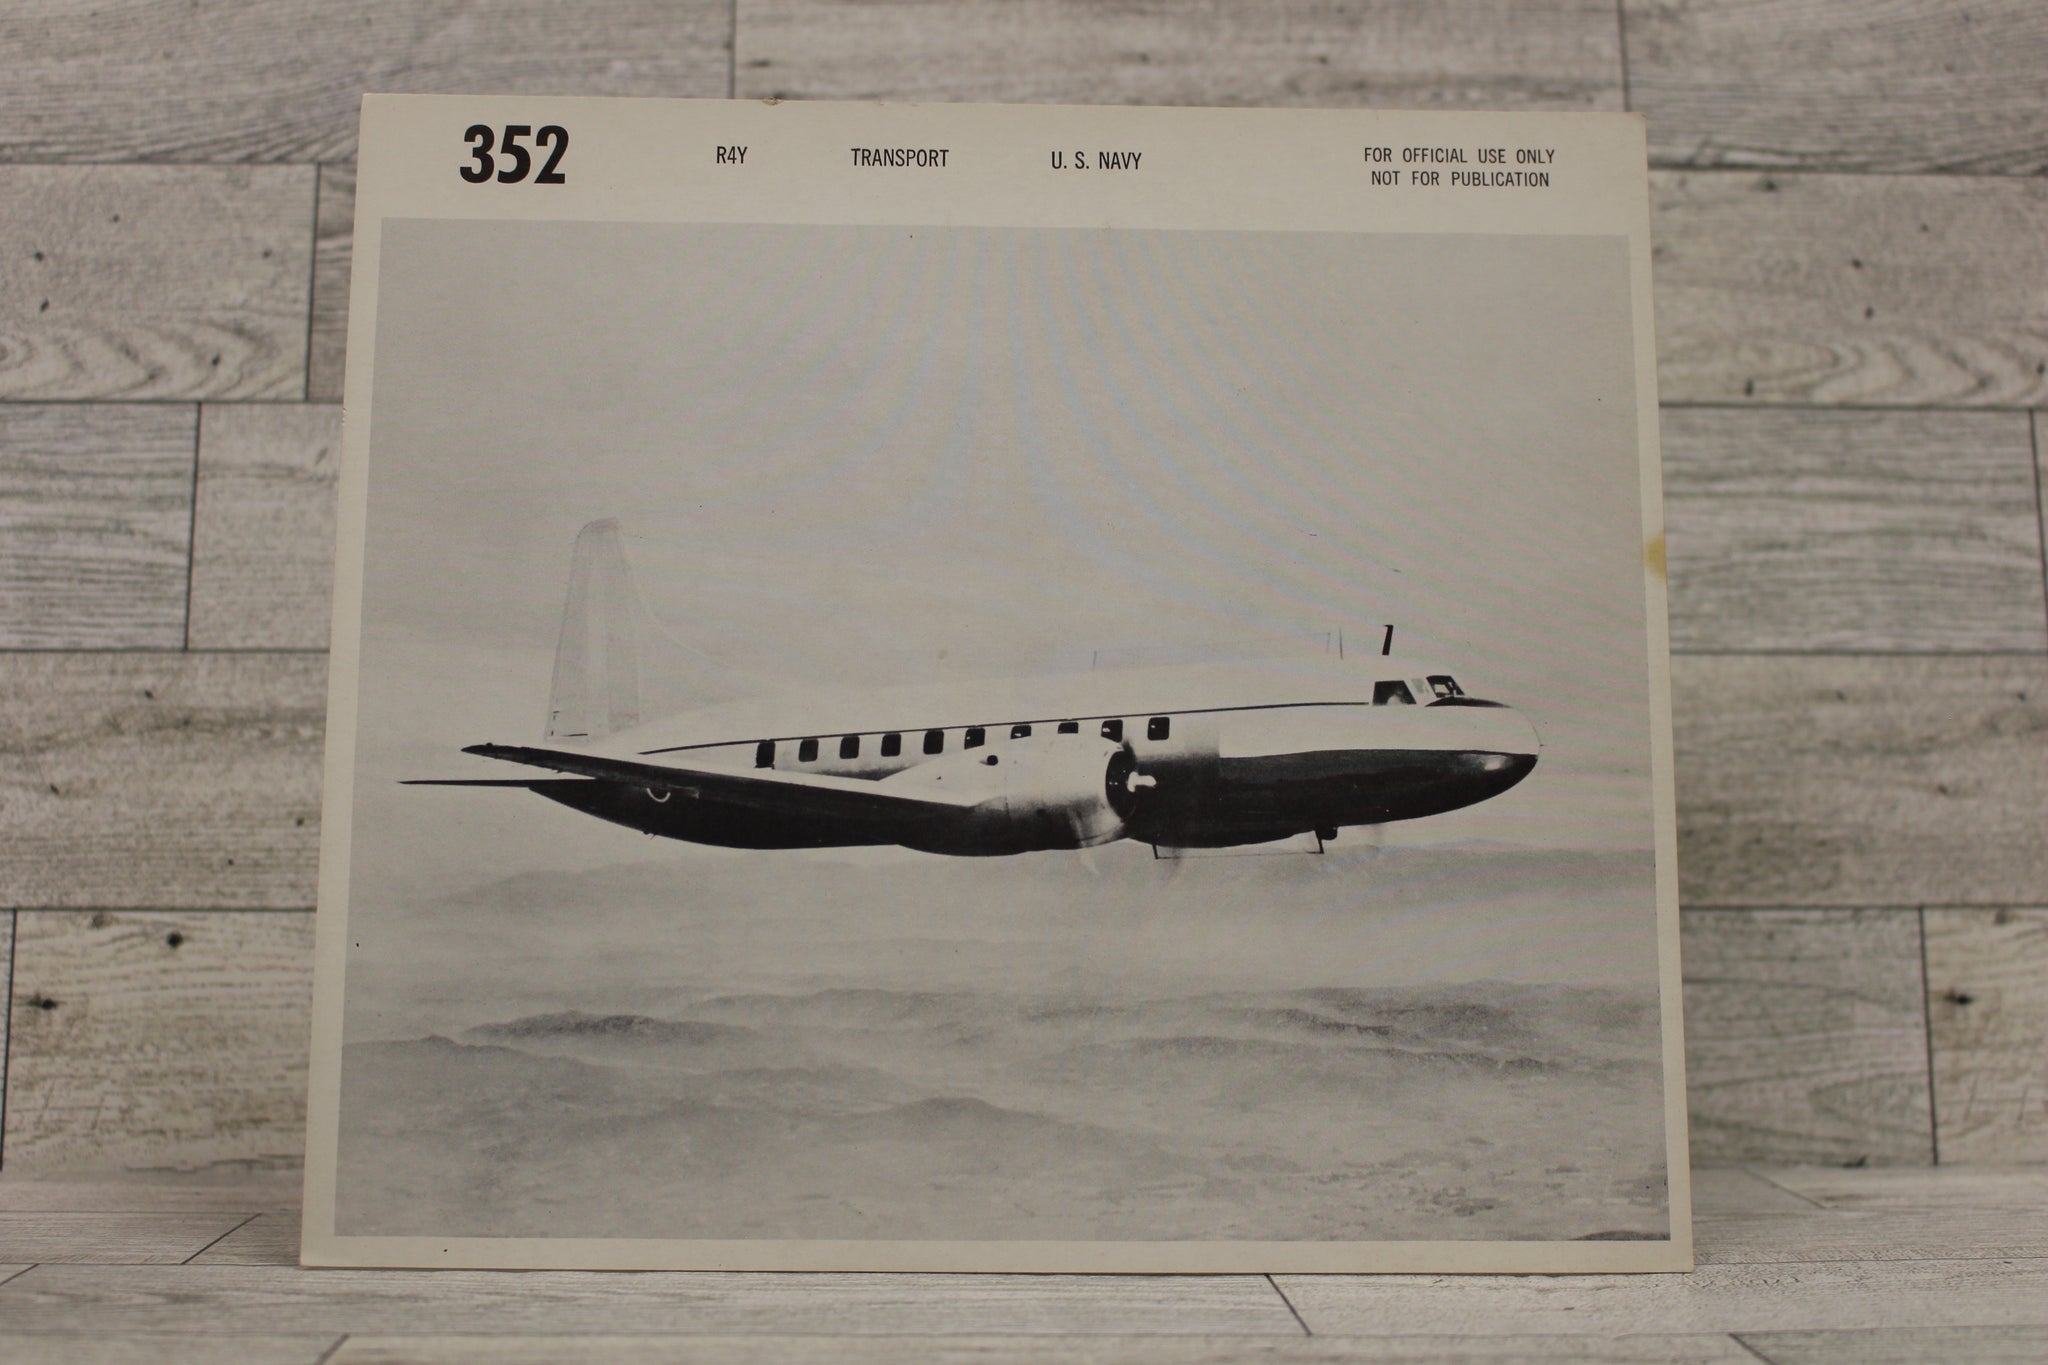 352 R4Y TRANSPORT U. S. NAVY FOR OFFICIAL USE ONLY
NOT FOR PUBLICATION